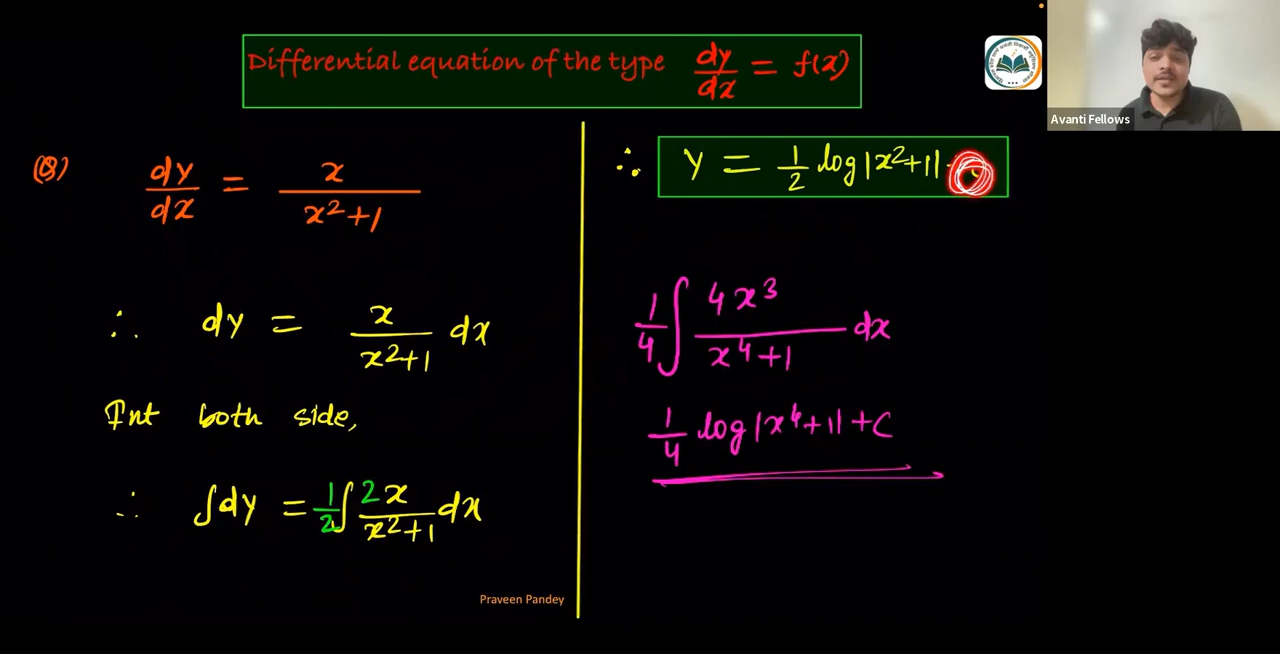 Differential equation of the type dy/dx = f(x)
Avanti Fellows
(Q) dy/dx = x/(x²+1)
∴ dy = x/(x²+1) dx
Int both side,
∴ ∫dy = 1/2 ∫ 2x/(x²+1) dx
Praveen Pandey
∴ y = 1/2 log|x²+1|
1/4 ∫ 4x³/(x⁴+1) dx
1/4 log|x⁴+1| + C